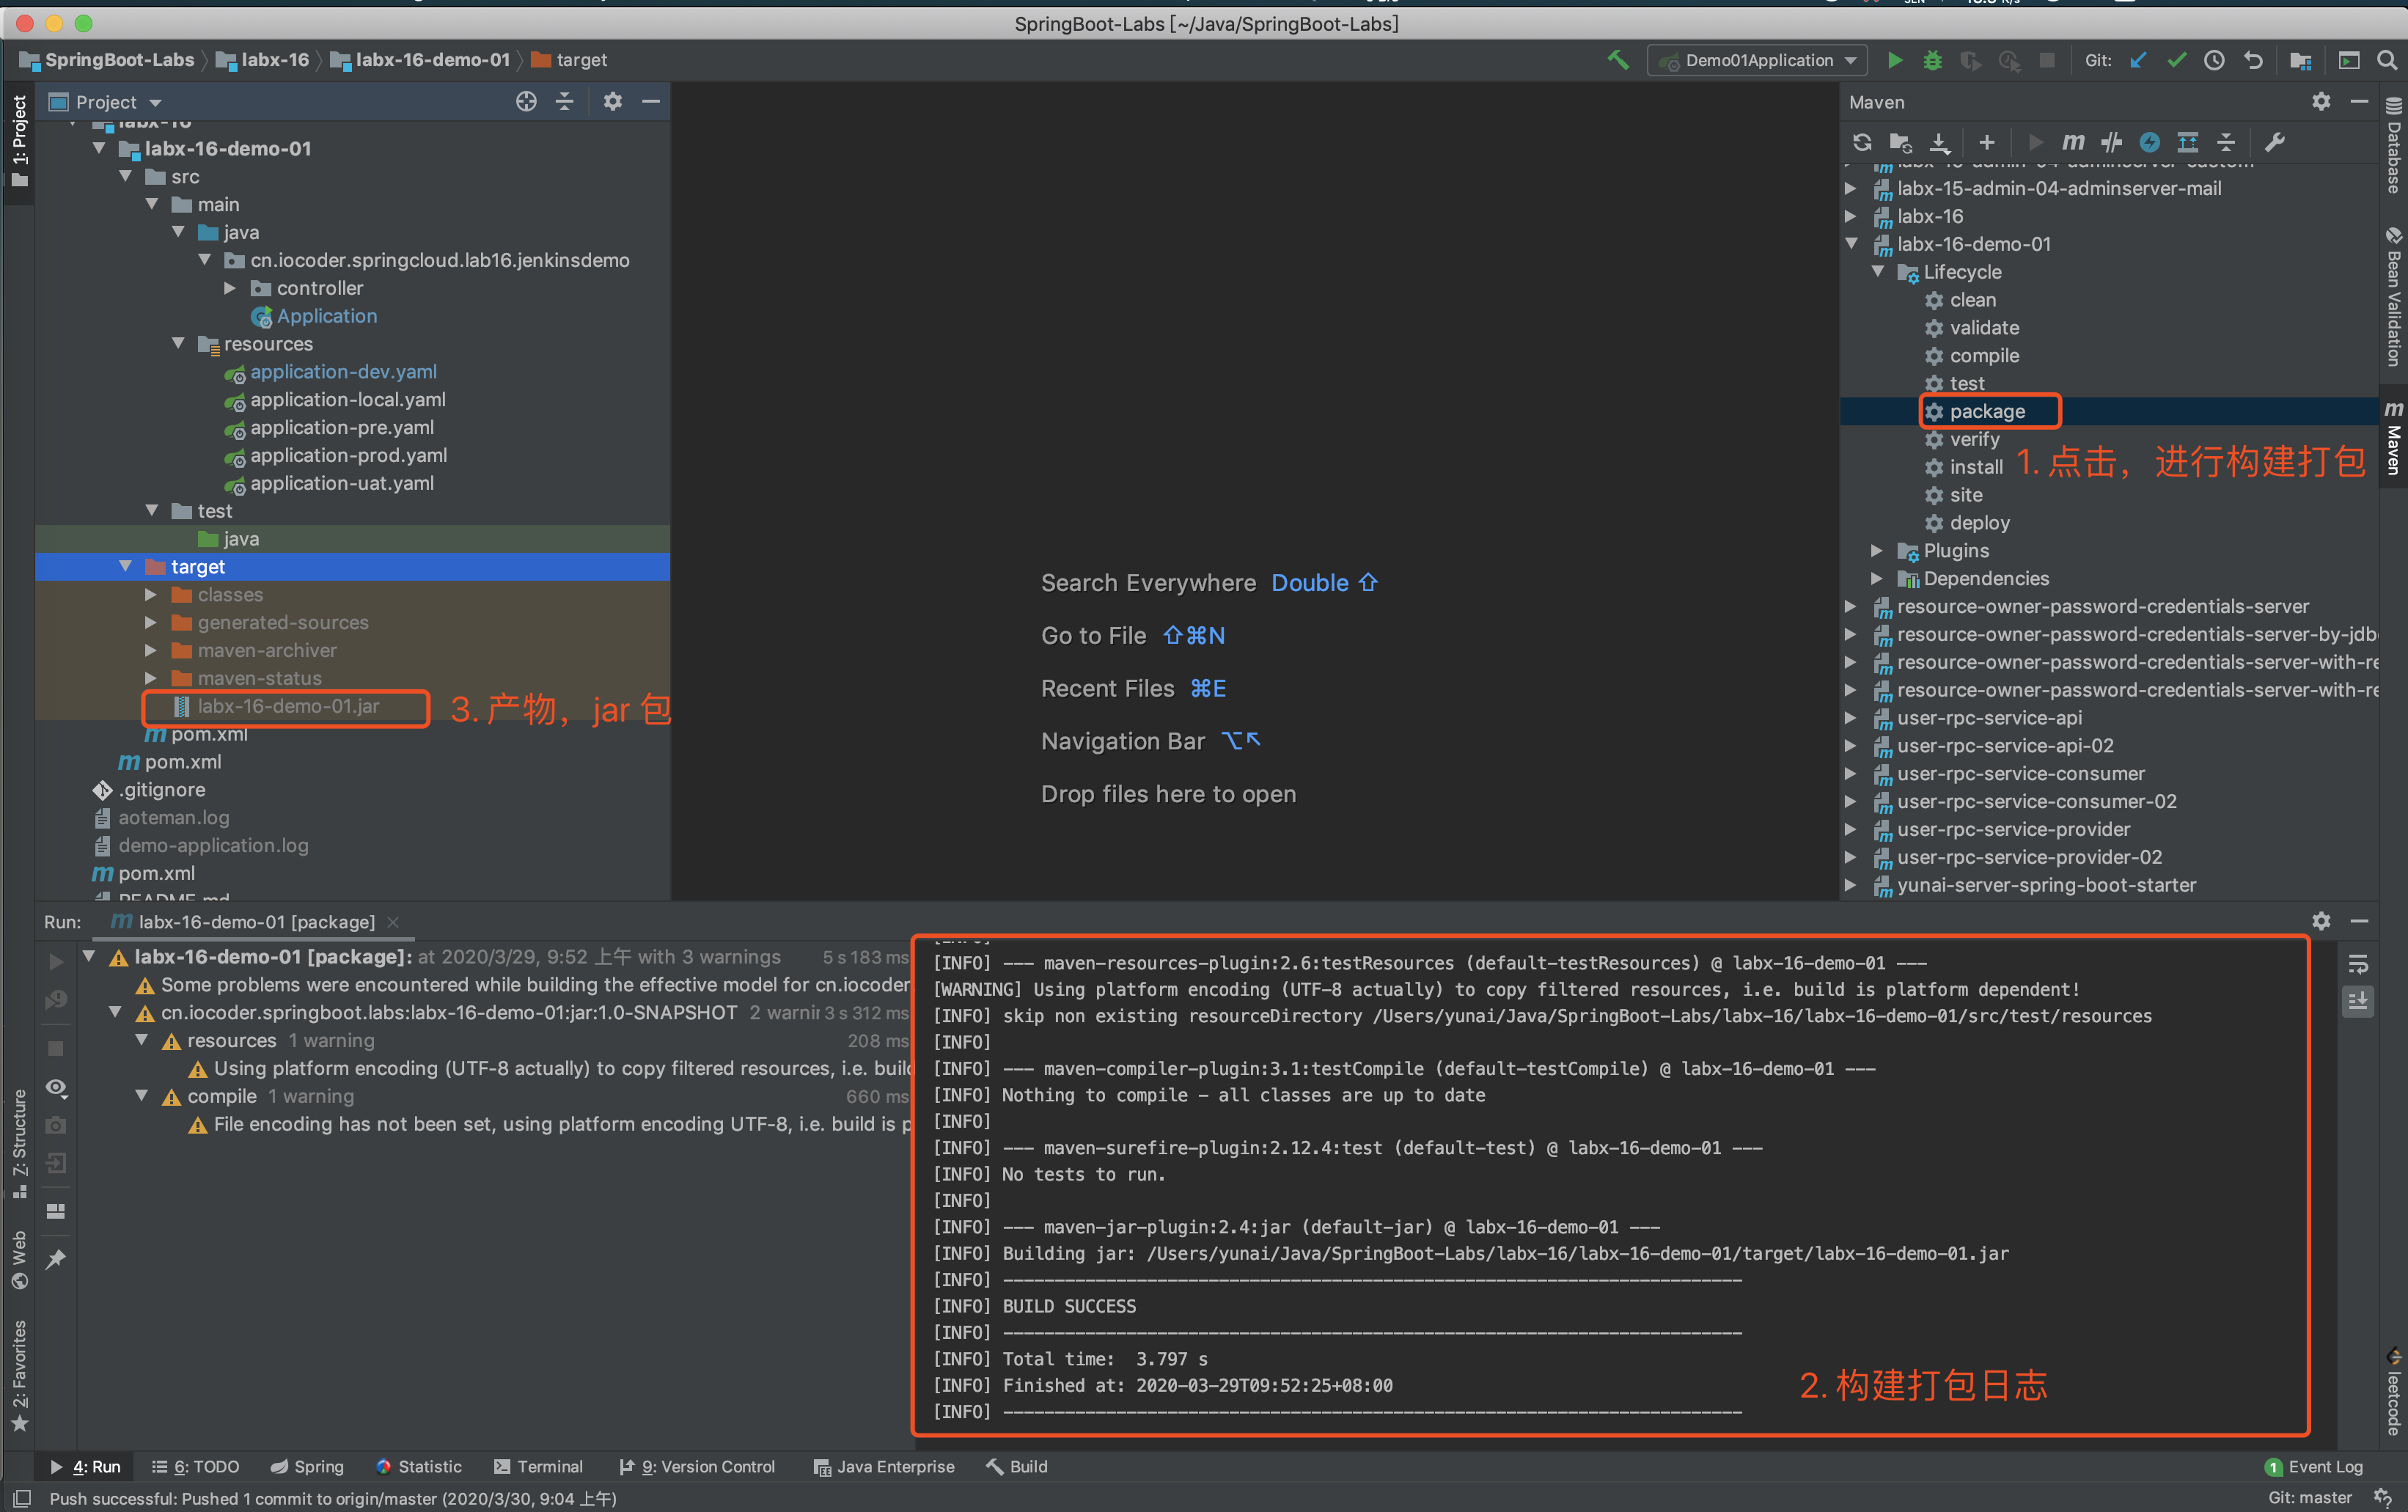 SpringBoot-Labs [~/Java/SpringBoot-Labs]
SpringBoot-Labs labx-16 labx-16-demo-01 target
Demo01Application
Git:
1: Project
Project
labx-16
labx-16-demo-01
src
main
java
cn.iocoder.springcloud.lab16.jenkinsdemo
controller
Application
resources
application-dev.yaml
application-local.yaml
application-pre.yaml
application-prod.yaml
application-uat.yaml
test
java
target
classes
generated-sources
maven-archiver
maven-status
labx-16-demo-01.jar
3. 产物，jar 包
pom.xml
pom.xml
.gitignore
aoteman.log
demo-application.log
pom.xml
README.md
Search Everywhere Double ⇧
Go to File ⇧⌘N
Recent Files ⌘E
Navigation Bar ⌥↖
Drop files here to open
Maven
labx-15-admin-04-adminserver-custom
labx-15-admin-04-adminserver-mail
labx-16
labx-16-demo-01
Lifecycle
clean
validate
compile
test
package
verify
install
1. 点击，进行构建打包
site
deploy
Plugins
Dependencies
resource-owner-password-credentials-server
resource-owner-password-credentials-server-by-jdb
resource-owner-password-credentials-server-with-re
resource-owner-password-credentials-server-with-re
user-rpc-service-api
user-rpc-service-api-02
user-rpc-service-consumer
user-rpc-service-consumer-02
user-rpc-service-provider
user-rpc-service-provider-02
yunai-server-spring-boot-starter
Database
Bean Validation
Maven
leetcode
Run: labx-16-demo-01 [package]
labx-16-demo-01 [package]: at 2020/3/29, 9:52 上午 with 3 warnings 5 s 183 ms
Some problems were encountered while building the effective model for cn.iocoder
cn.iocoder.springboot.labs:labx-16-demo-01:jar:1.0-SNAPSHOT 2 warnin 3 s 312 ms
resources 1 warning 208 ms
Using platform encoding (UTF-8 actually) to copy filtered resources, i.e. build
compile 1 warning 660 ms
File encoding has not been set, using platform encoding UTF-8, i.e. build is p
[INFO]
[INFO] --- maven-resources-plugin:2.6:testResources (default-testResources) @ labx-16-demo-01 ---
[WARNING] Using platform encoding (UTF-8 actually) to copy filtered resources, i.e. build is platform dependent!
[INFO] skip non existing resourceDirectory /Users/yunai/Java/SpringBoot-Labs/labx-16/labx-16-demo-01/src/test/resources
[INFO]
[INFO] --- maven-compiler-plugin:3.1:testCompile (default-testCompile) @ labx-16-demo-01 ---
[INFO] Nothing to compile - all classes are up to date
[INFO]
[INFO] --- maven-surefire-plugin:2.12.4:test (default-test) @ labx-16-demo-01 ---
[INFO] No tests to run.
[INFO]
[INFO] --- maven-jar-plugin:2.4:jar (default-jar) @ labx-16-demo-01 ---
[INFO] Building jar: /Users/yunai/Java/SpringBoot-Labs/labx-16/labx-16-demo-01/target/labx-16-demo-01.jar
[INFO] ------------------------------------------------------------------------
[INFO] BUILD SUCCESS
[INFO] ------------------------------------------------------------------------
[INFO] Total time:  3.797 s
[INFO] Finished at: 2020-03-29T09:52:25+08:00
[INFO] ------------------------------------------------------------------------
2. 构建打包日志
Z: Structure
Web
2: Favorites
4: Run 6: TODO Spring Statistic Terminal 9: Version Control Java Enterprise Build 1 Event Log
Push successful: Pushed 1 commit to origin/master (2020/3/30, 9:04 上午) Git: master